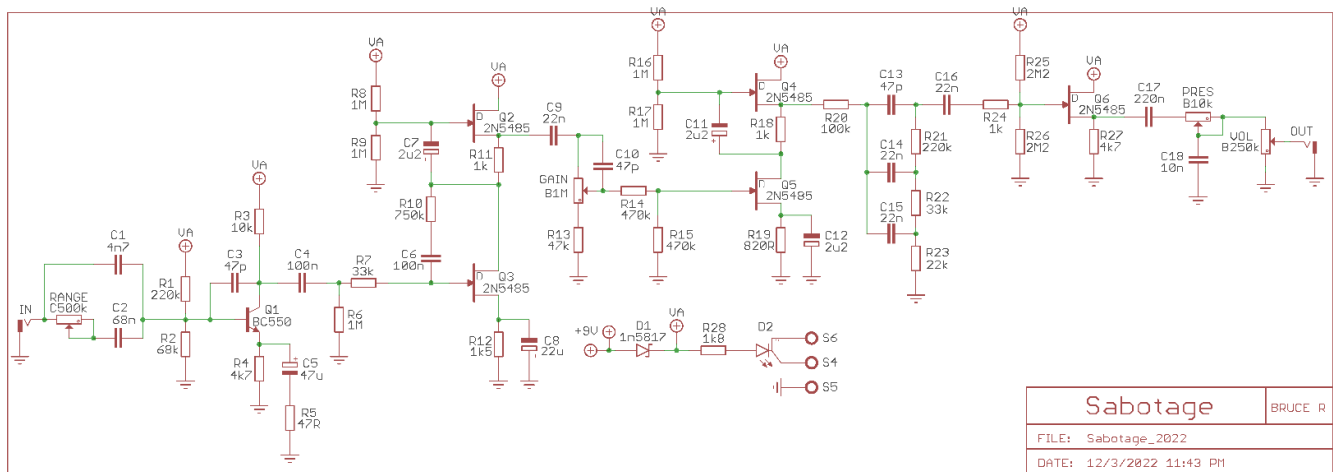 VA
R8
1M
R9
1M
VA
D
Q2
2N5485
C7
2u2
R11
1k
R10
750k
C6
100n
D
Q3
2N5485
R12
1k5
C8
22u
C9
22n
C10
47p
GAIN
B1M
R13
47k
R14
470k
R15
470k
VA
R16
1M
R17
1M
VA
D
Q4
2N5485
C11
2u2
R18
1k
D
Q5
2N5485
R19
820R
C12
2u2
R20
100k
C13
47p
C14
22n
C15
22n
R21
220k
R22
33k
R23
22k
C16
22n
R24
1k
VA
R25
2M2
R26
2M2
VA
D
Q6
2N5485
R27
4k7
C17
220n
PRES
B10k
C18
10n
VOL
B250k
OUT
IN
RANGE
C500k
C1
4n7
C2
68n
VA
R1
220k
R2
68k
C3
47p
VA
R3
10k
Q1
BC550
R4
4k7
C5
47u
R5
47R
C4
100n
R6
1M
R7
33k
+9V
D1
1n5817
VA
R28
1k8
D2
S6
S4
S5
Sabotage
BRUCE R
FILE: Sabotage_2022
DATE: 12/3/2022 11:43 PM